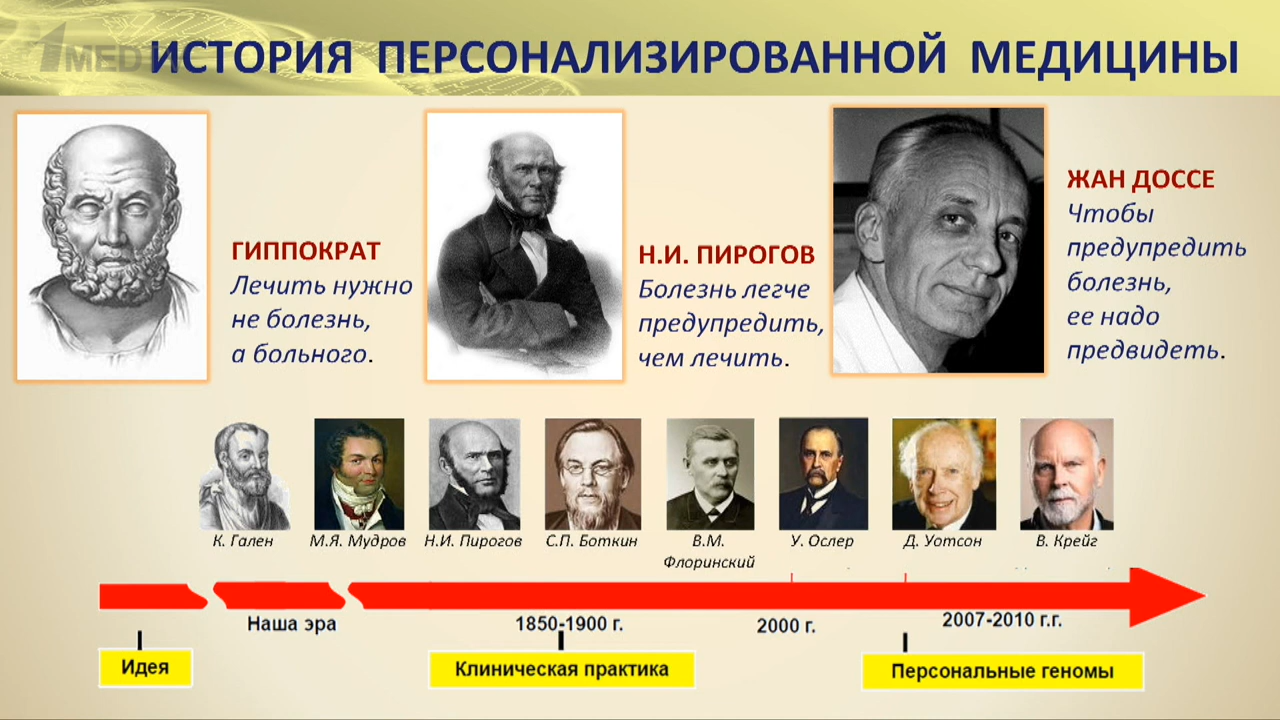 1MED
ИСТОРИЯ ПЕРСОНАЛИЗИРОВАННОЙ МЕДИЦИНЫ
ГИППОКРАТ
Лечить нужно
не болезнь,
а больного.
Н.И. ПИРОГОВ
Болезнь легче
предупредить,
чем лечить.
ЖАН ДОССЕ
Чтобы
предупредить
болезнь,
ее надо
предвидеть.
К. Гален
М.Я. Мудров
Н.И. Пирогов
С.П. Боткин
В.М.
Флоринский
У. Ослер
Д. Уотсон
В. Крейг
Наша эра
1850-1900 г.
2000 г.
2007-2010 г.г.
Идея
Клиническая практика
Персональные геномы